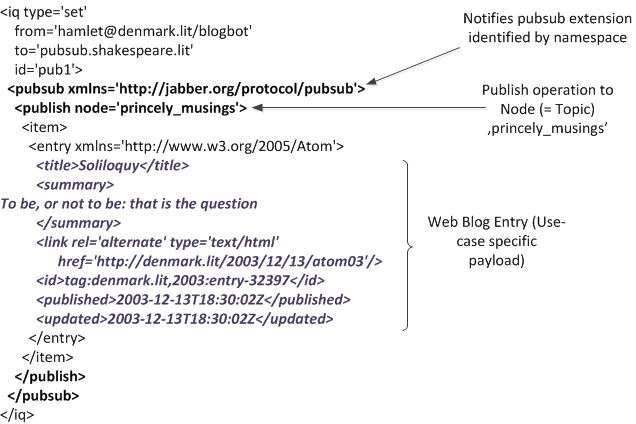 <iq type='set'
from='hamlet@denmark.lit/blogbot'
to='pubsub.shakespeare.lit'
id='pub1'>
<pubsub xmlns='http://jabber.org/protocol/pubsub'>
<publish node='princely_musings'>
<item>
<entry xmlns='http://www.w3.org/2005/Atom'>
<title>Soliloquy</title>
<summary>
To be, or not to be: that is the question
</summary>
<link rel='alternate' type='text/html'
href='http://denmark.lit/2003/12/13/atom03'/>
<id>tag:denmark.lit,2003:entry-32397</id>
<published>2003-12-13T18:30:02Z</published>
<updated>2003-12-13T18:30:02Z</updated>
</entry>
</item>
</publish>
</pubsub>
</iq>
Notifies pubsub extension
identified by namespace
Publish operation to
Node (= Topic)
‚princely_musings’
Web Blog Entry (Use-
case specific
payload)